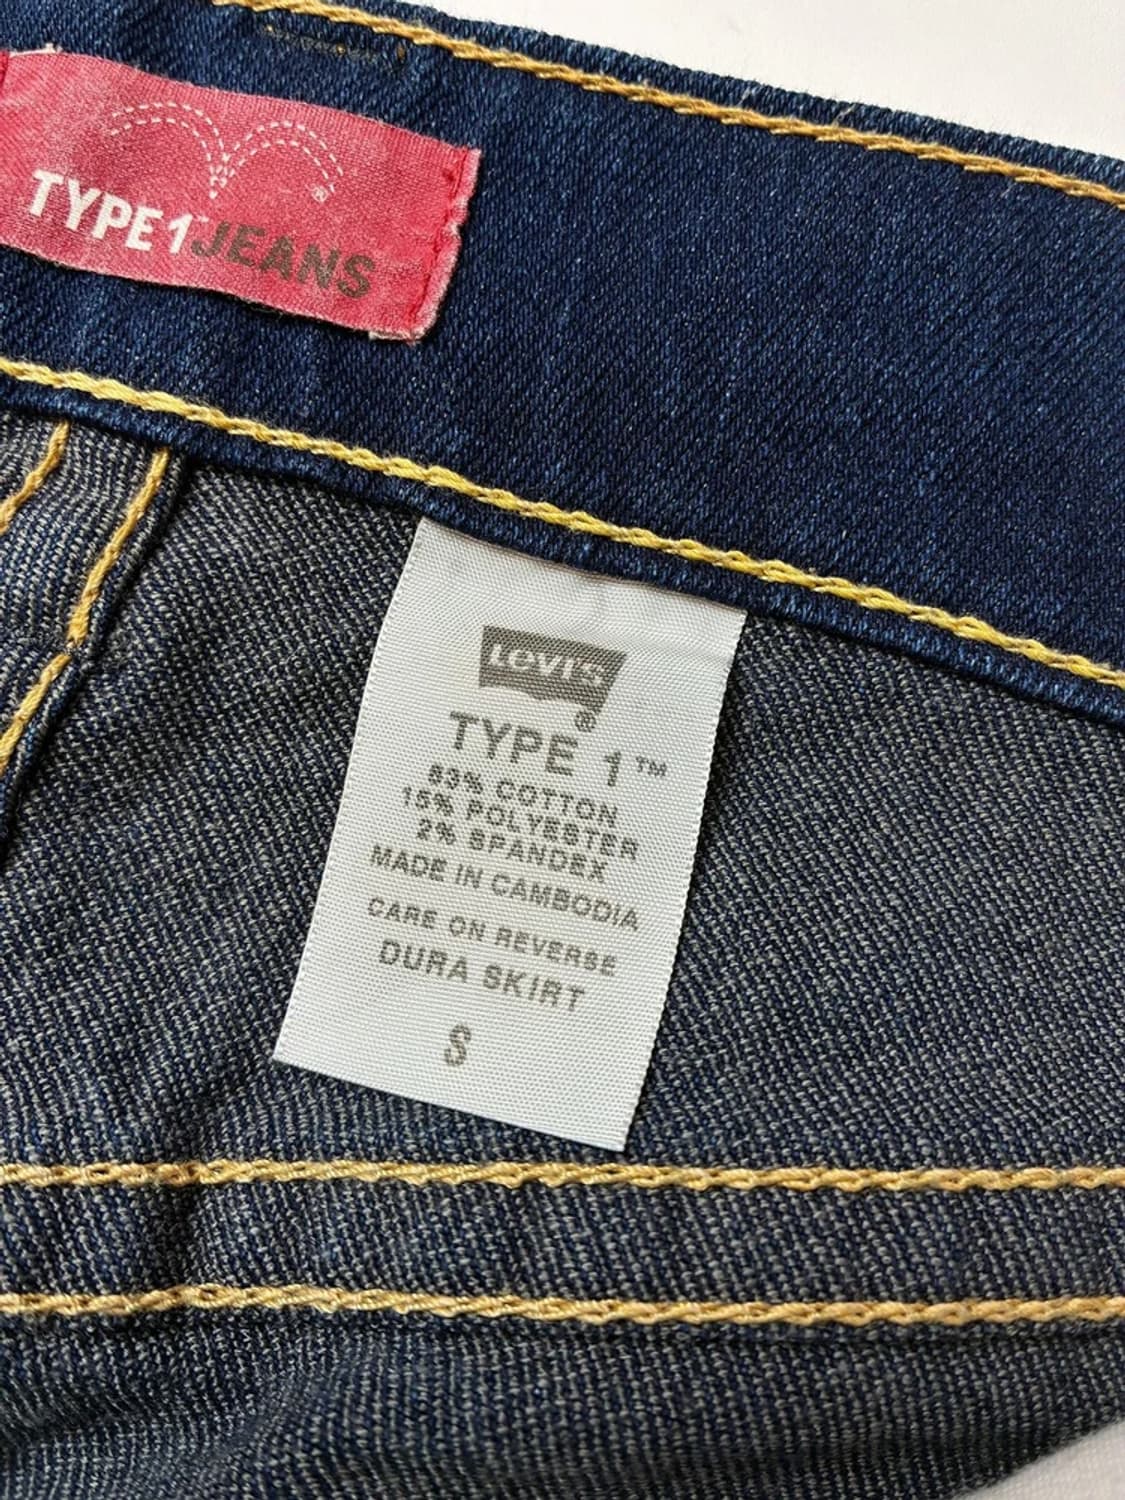 TYPE 1 JEANS
Levi's ®
TYPE 1™
83% COTTON
15% POLYESTER
2% SPANDEX
MADE IN CAMBODIA
CARE ON REVERSE
DURA SKIRT
S